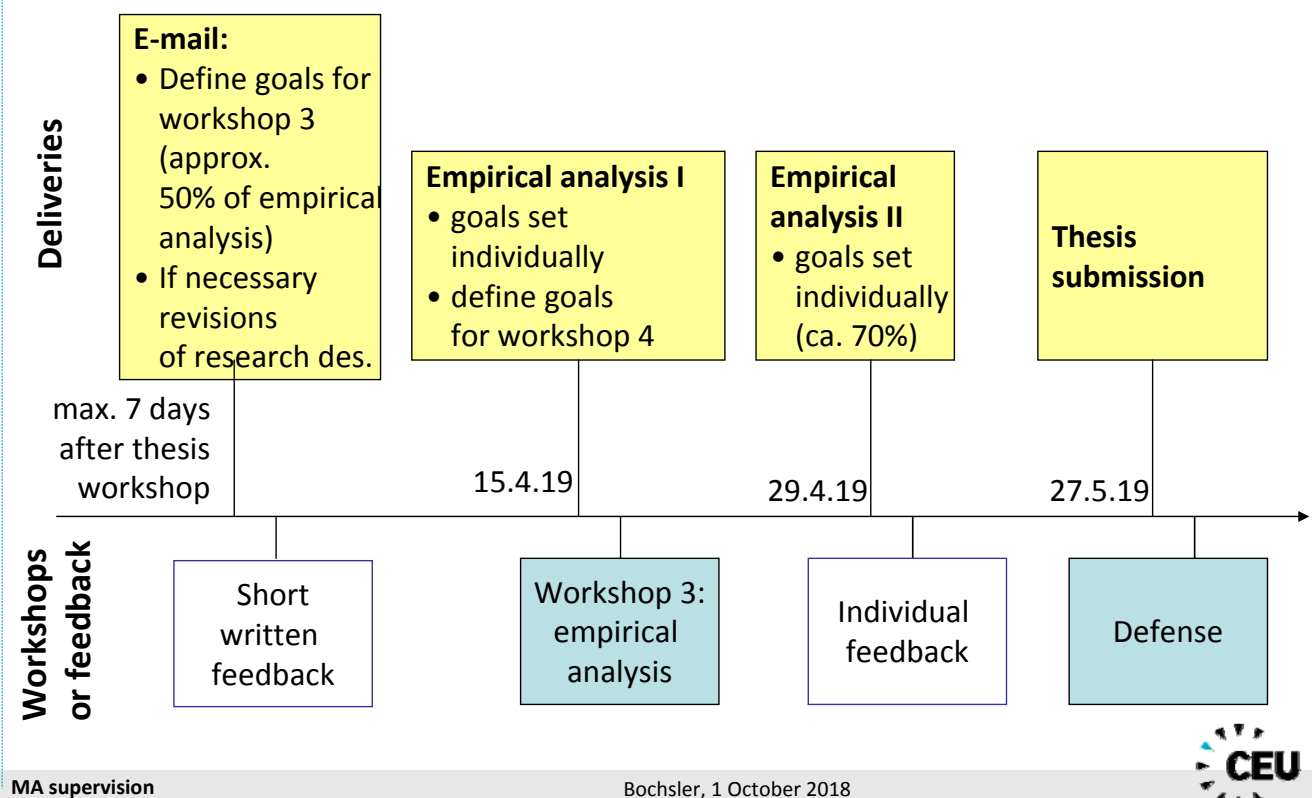 Deliveries
E-mail:
• Define goals for
workshop 3
(approx.
50% of empirical
analysis)
• If necessary
revisions
of research des.
Empirical analysis I
• goals set
individually
• define goals
for workshop 4
Empirical
analysis II
• goals set
individually
(ca. 70%)
Thesis
submission
max. 7 days
after thesis
workshop
15.4.19
29.4.19
27.5.19
Workshops
or feedback
Short
written
feedback
Workshop 3:
empirical
analysis
Individual
feedback
Defense
CEU
MA supervision
Bochsler, 1 October 2018